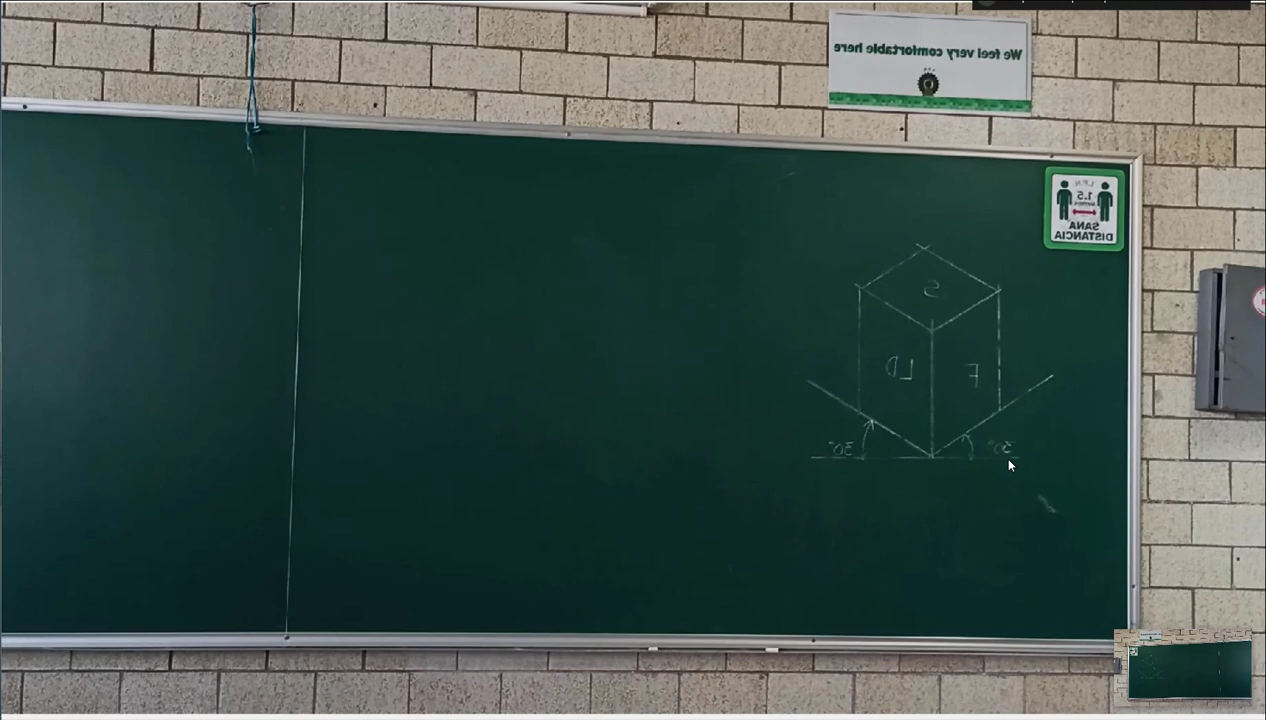 We feel very comfortable here
1.5
SANA
DISTANCIA
S
LD
F
30°
30°